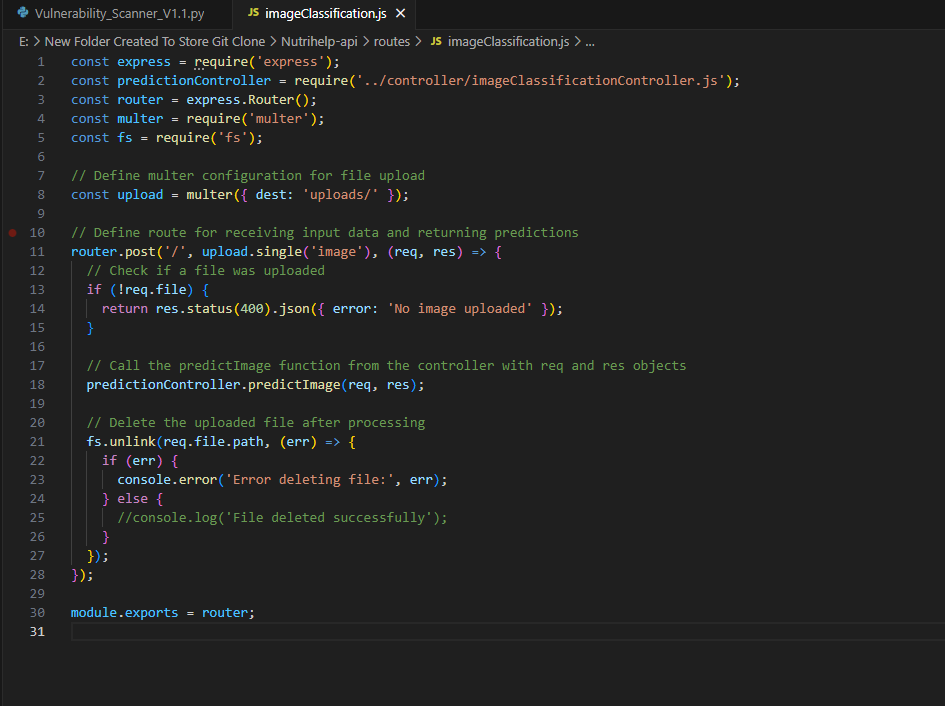 Vulnerability_Scanner_V1.1.py
JS imageClassification.js ×
E: > New Folder Created To Store Git Clone > Nutrihelp-api > routes > JS imageClassification.js > ...
1 const express = require('express');
2 const predictionController = require('../controller/imageClassificationController.js');
3 const router = express.Router();
4 const multer = require('multer');
5 const fs = require('fs');
6
7 // Define multer configuration for file upload
8 const upload = multer({ dest: 'uploads/' });
9
10 // Define route for receiving input data and returning predictions
11 router.post('/', upload.single('image'), (req, res) => {
12   // Check if a file was uploaded
13   if (!req.file) {
14     return res.status(400).json({ error: 'No image uploaded' });
15   }
16
17   // Call the predictImage function from the controller with req and res objects
18   predictionController.predictImage(req, res);
19
20   // Delete the uploaded file after processing
21   fs.unlink(req.file.path, (err) => {
22     if (err) {
23       console.error('Error deleting file:', err);
24     } else {
25       //console.log('File deleted successfully');
26     }
27   });
28 });
29
30 module.exports = router;
31